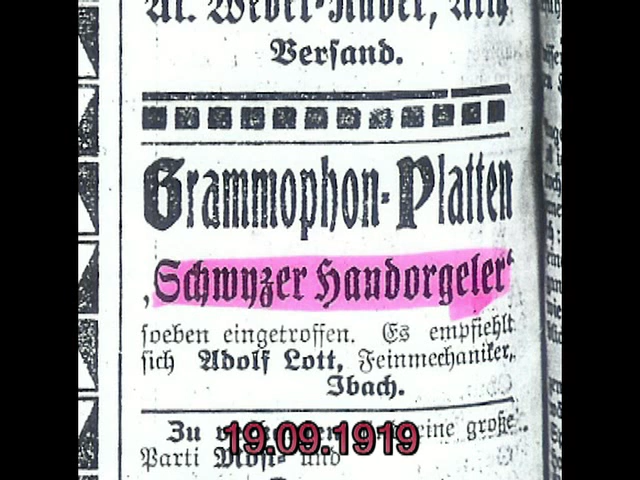 Versand.
Grammophon-Platten
‚Schwyzer Handorgeler‘
soeben eingetroffen. Es empfiehlt
sich Adolf Lott, Feinmechaniker,
Ibach.
Zu eine große
19.09.1919
Parti Most- und